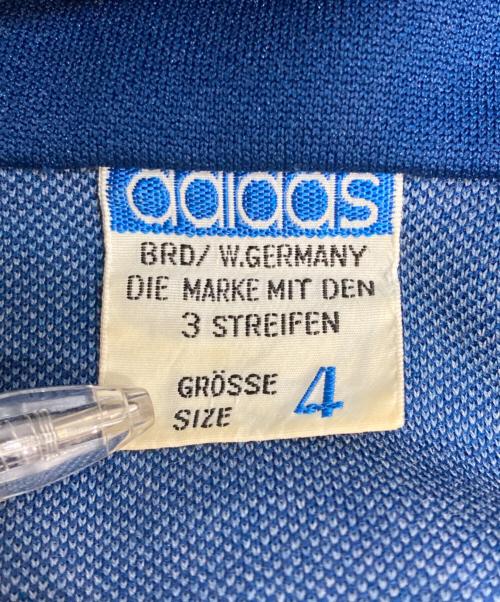 adidas
BRD/ W.GERMANY
DIE MARKE MIT DEN
3 STREIFEN
GRÖSSE 4
SIZE